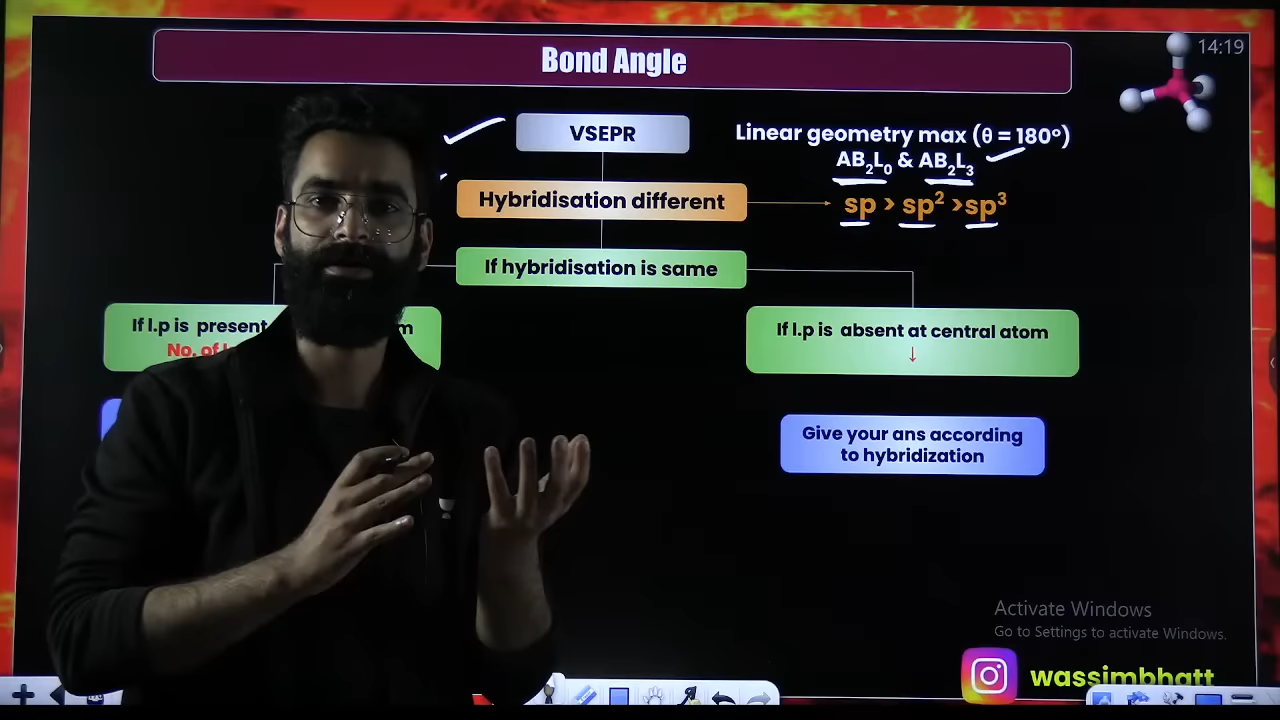 Bond Angle
14:19
VSEPR
Linear geometry max (θ = 180°)
AB₂L₀ & AB₂L₃
Hybridisation different
sp > sp² >sp³
If hybridisation is same
If l.p is present
No. of
If l.p is absent at central atom
↓
Give your ans according
to hybridization
Activate Windows
Go to Settings to activate Windows.
wassimbhatt